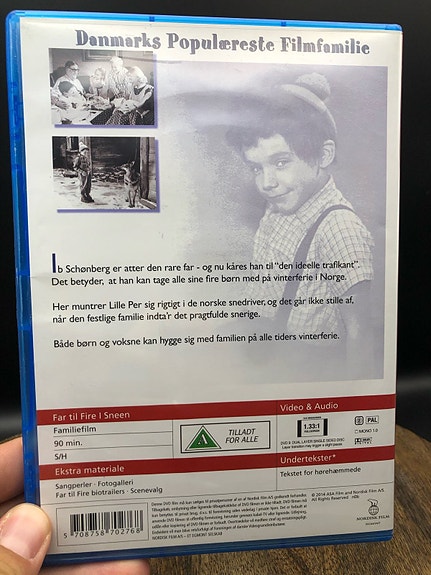 Danmarks Populæreste Filmfamilie
Ib Schønberg er atter den rare far - og nu kåres han til "den ideelle trafikant".
Det betyder, at han kan tage alle sine fire børn med på vinterferie i Norge.
Her muntrer Lille Per sig rigtigt i de norske snedriver, og det går ikke stille af,
når den festlige familie indta'r det pragtfulde snerige.
Både børn og voksne kan hygge sig med familien på alle tiders vinterferie.
Far til Fire I Sneen
Familiefilm
90 min.
S/H
Ekstra materiale
Sangperler · Fotogalleri
Far til Fire biotrailers · Scenevalg
A
TILLADT
FOR ALLE
Video & Audio
1.33:1
PAL
MONO 1.0
Undertekster*
Tekstet for hørehæmmede
NORDISK FILM
5 708758 702768